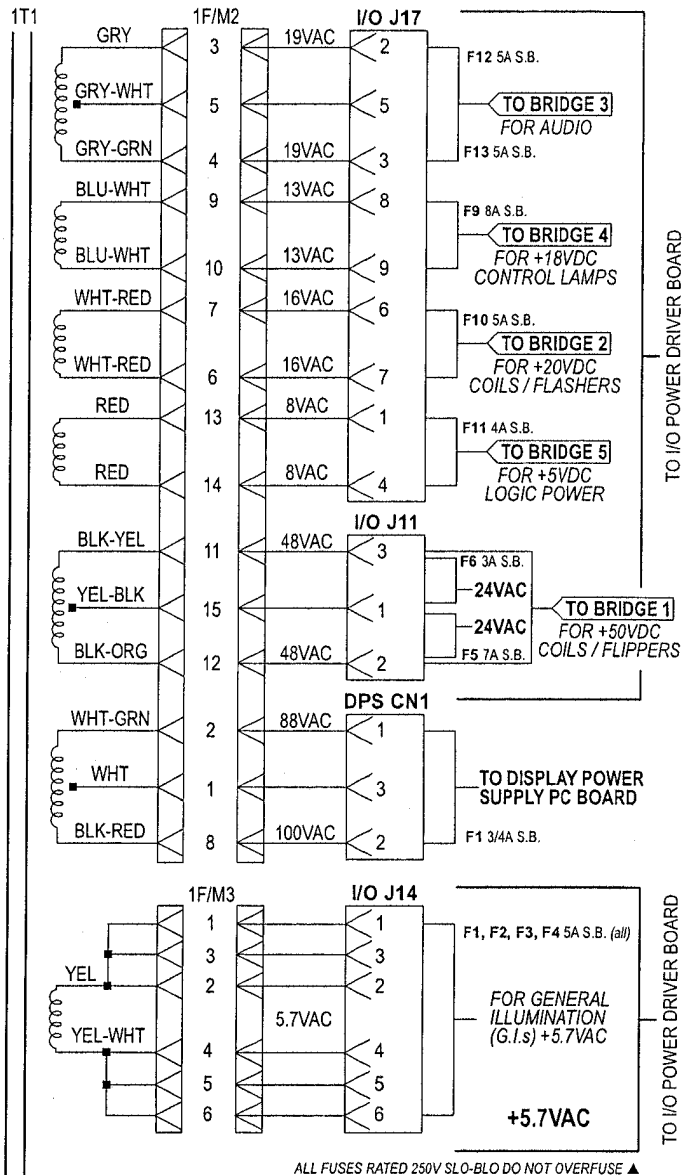 1T1 1F/M2 I/O J17
GRY 3 19VAC 2 F12 5A S.B.
GRY-WHT 5 5 TO BRIDGE 3
FOR AUDIO
GRY-GRN 4 19VAC 3 F13 5A S.B.
BLU-WHT 9 13VAC 8 F9 8A S.B.
TO BRIDGE 4
FOR +18VDC
CONTROL LAMPS
BLU-WHT 10 13VAC 9
WHT-RED 7 16VAC 6 F10 5A S.B.
TO BRIDGE 2
FOR +20VDC
COILS / FLASHERS
WHT-RED 6 16VAC 7
RED 13 8VAC 1 F11 4A S.B.
TO BRIDGE 5
FOR +5VDC
LOGIC POWER
RED 14 8VAC 4
TO I/O POWER DRIVER BOARD
I/O J11
BLK-YEL 11 48VAC 3 F6 3A S.B.
24VAC
YEL-BLK 15 1 TO BRIDGE 1
24VAC FOR +50VDC
COILS / FLIPPERS
BLK-ORG 12 48VAC 2 F5 7A S.B.
DPS CN1
WHT-GRN 2 88VAC 1
WHT 1 3 TO DISPLAY POWER
SUPPLY PC BOARD
BLK-RED 8 100VAC 2 F1 3/4A S.B.
1F/M3 I/O J14
1 1 F1, F2, F3, F4 5A S.B. (all)
3 3
YEL 2 2
5.7VAC FOR GENERAL
ILLUMINATION
(G.I.s) +5.7VAC
YEL-WHT 4 4
5 5
6 6 +5.7VAC
TO I/O POWER DRIVER BOARD
ALL FUSES RATED 250V SLO-BLO DO NOT OVERFUSE ▲